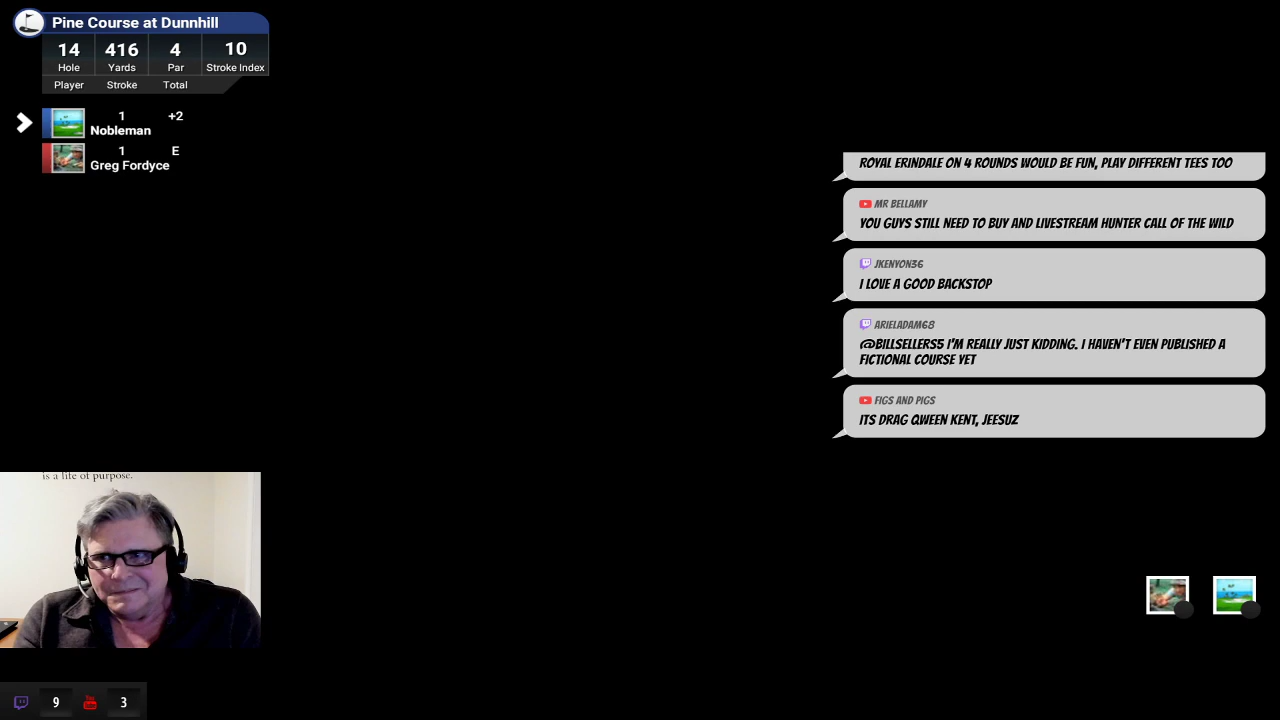 Pine Course at Dunnhill
14 416 4 10
Hole Yards Par Stroke Index
Player Stroke Total
1 +2
Nobleman
1 E
Greg Fordyce
ROYAL ERINDALE ON 4 ROUNDS WOULD BE FUN, PLAY DIFFERENT TEES TOO
MR BELLAMY
YOU GUYS STILL NEED TO BUY AND LIVESTREAM HUNTER CALL OF THE WILD
JKENYON36
I LOVE A GOOD BACKSTOP
ARIELADAM68
@BILLSELLERS5 I'M REALLY JUST KIDDING. I HAVEN'T EVEN PUBLISHED A
FICTIONAL COURSE YET
FIGS AND PIGS
ITS DRAG QWEEN KENT, JEESUZ
is a life of purpose.
9 You Tube 3